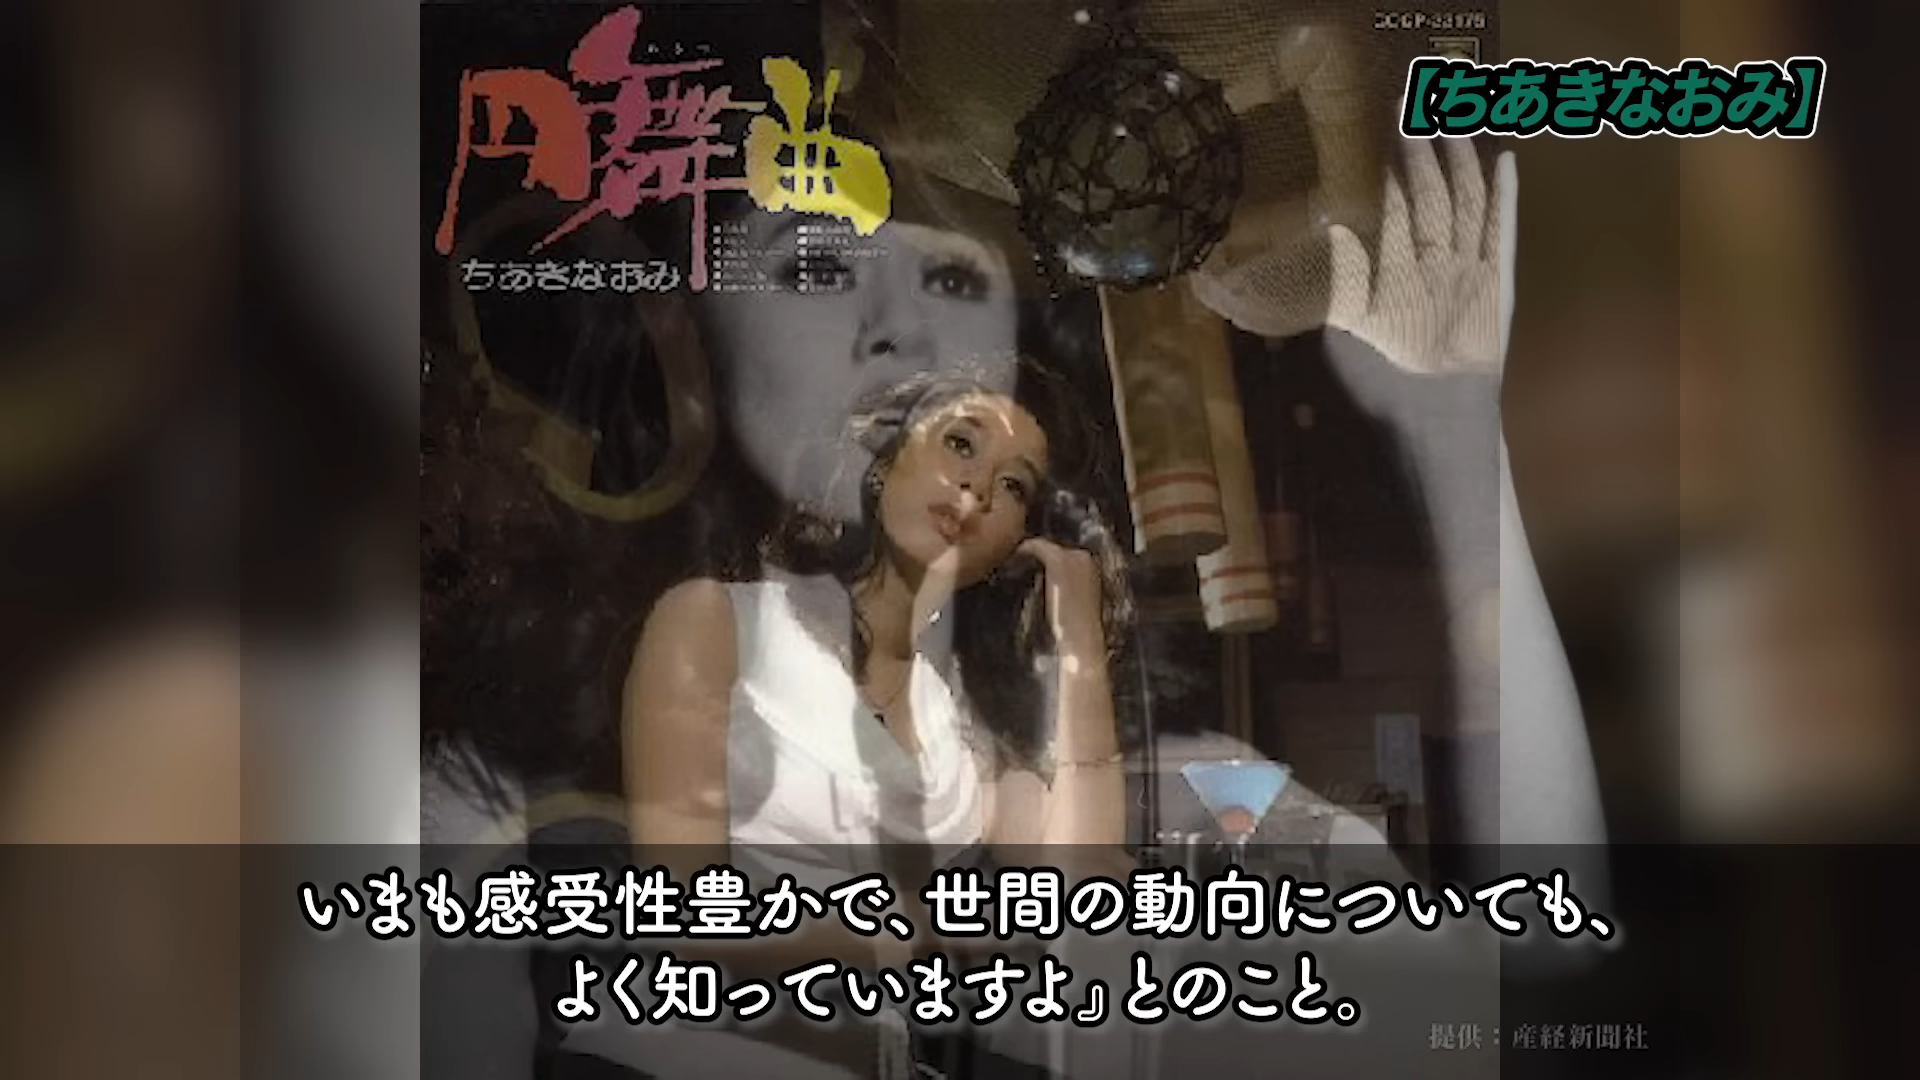 円舞曲
ちあきなおみ
【ちあきなおみ】
いまも感受性豊かで、世間の動向についても、
よく知っていますよ』とのこと。
提供：産経新聞社